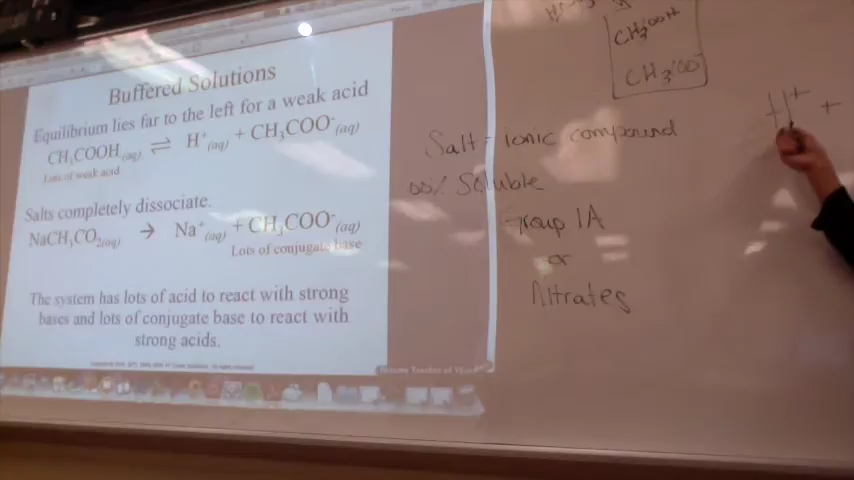 Buffered Solutions
Equilibrium lies far to the left for a weak acid
CH₃COOH(aq) ⇌ H⁺(aq) + CH₃COO⁻(aq)
Lots of weak acid
Salts completely dissociate.
NaCH₃CO₂(aq) → Na⁺(aq) + CH₃COO⁻(aq)
Lots of conjugate base
The system has lots of acid to react with strong
bases and lots of conjugate base to react with
strong acids.
CH₃COOH
CH₃COO⁻
Salt - ionic compound
00% Soluble
Group 1A
or
Nitrates
H⁺ +